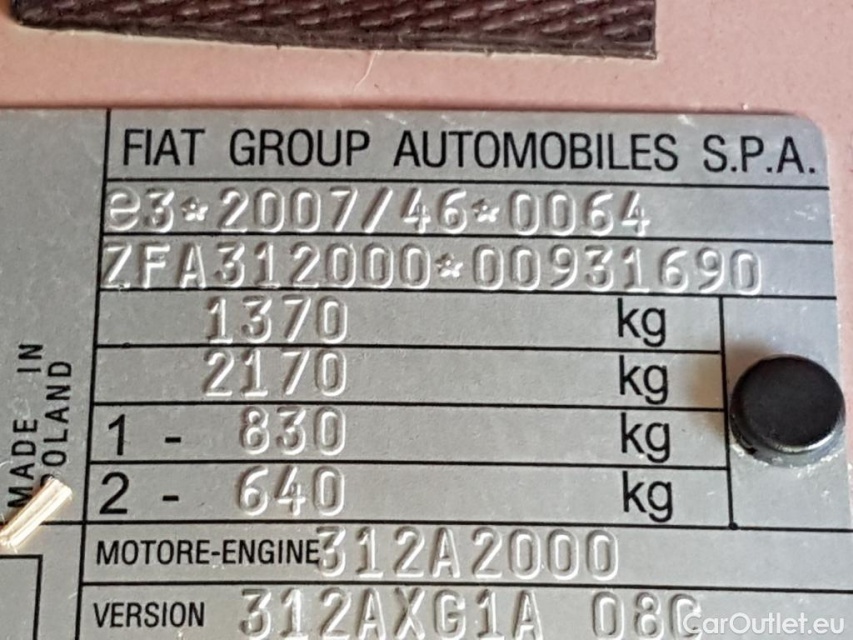 FIAT GROUP AUTOMOBILES S.P.A.
e3*2007/46*0064
ZFA312000*00931690
1370 kg
2170 kg
1 - 830 kg
2 - 640 kg
MOTORE-ENGINE 312A2000
VERSION 312AXG1A 08C
MADE IN
POLAND
CarOutlet.eu